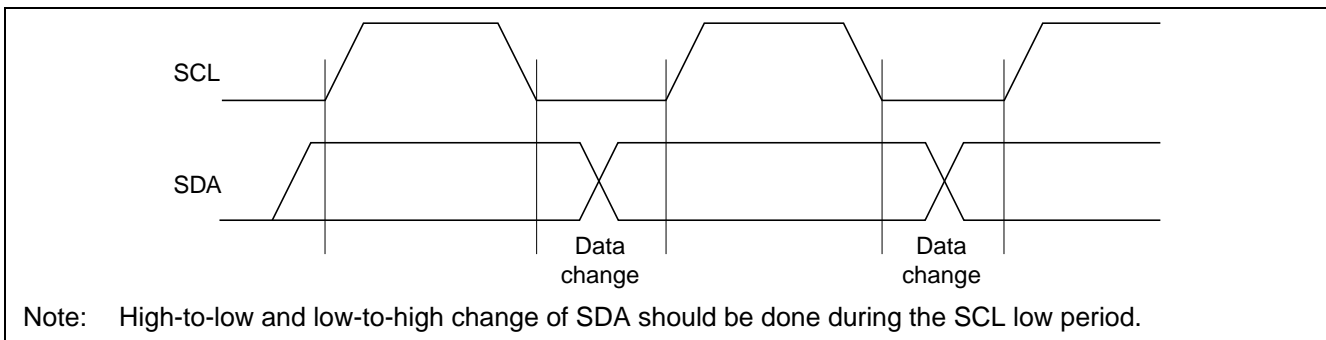 SCL
SDA
Data
change
Data
change
Note: High-to-low and low-to-high change of SDA should be done during the SCL low period.